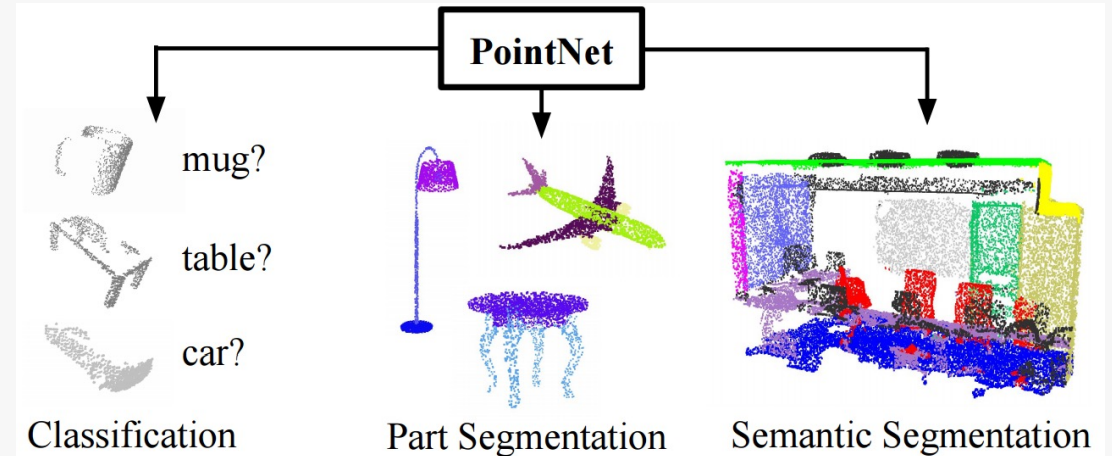 PointNet
mug?
table?
car?
Classification
Part Segmentation
Semantic Segmentation